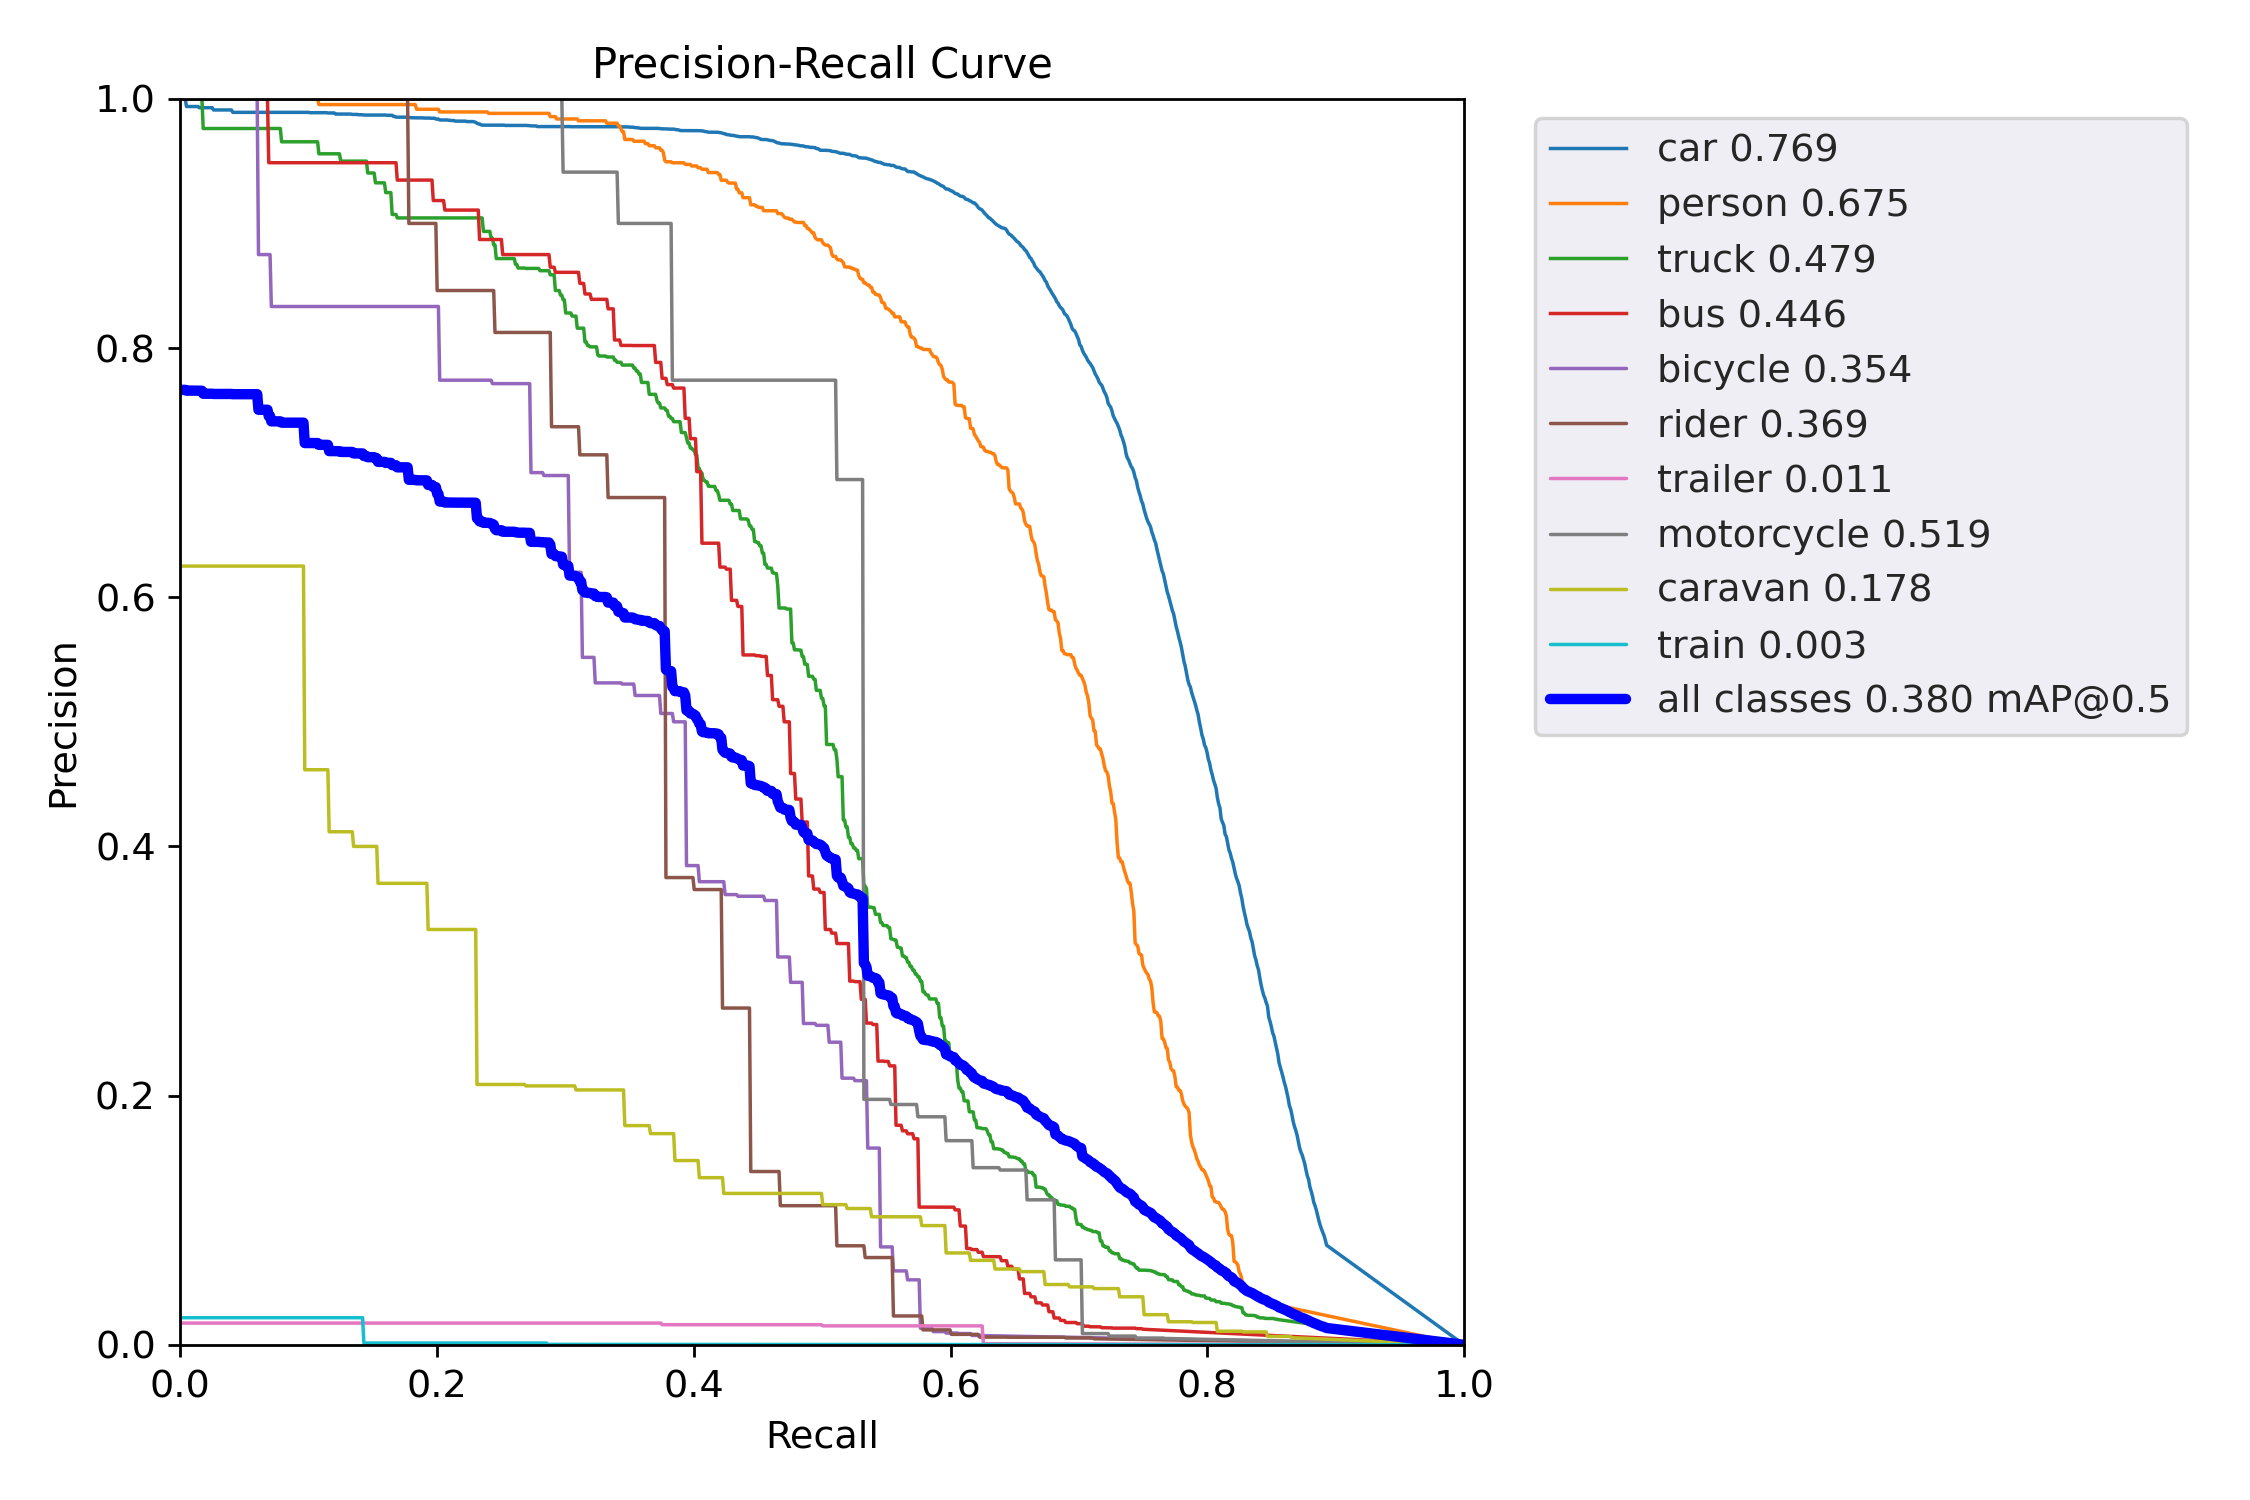 Precision-Recall Curve
1.0
0.8
0.6
0.4
0.2
0.0
Precision
0.0 0.2 0.4 0.6 0.8 1.0
Recall
car 0.769
person 0.675
truck 0.479
bus 0.446
bicycle 0.354
rider 0.369
trailer 0.011
motorcycle 0.519
caravan 0.178
train 0.003
all classes 0.380 mAP@0.5